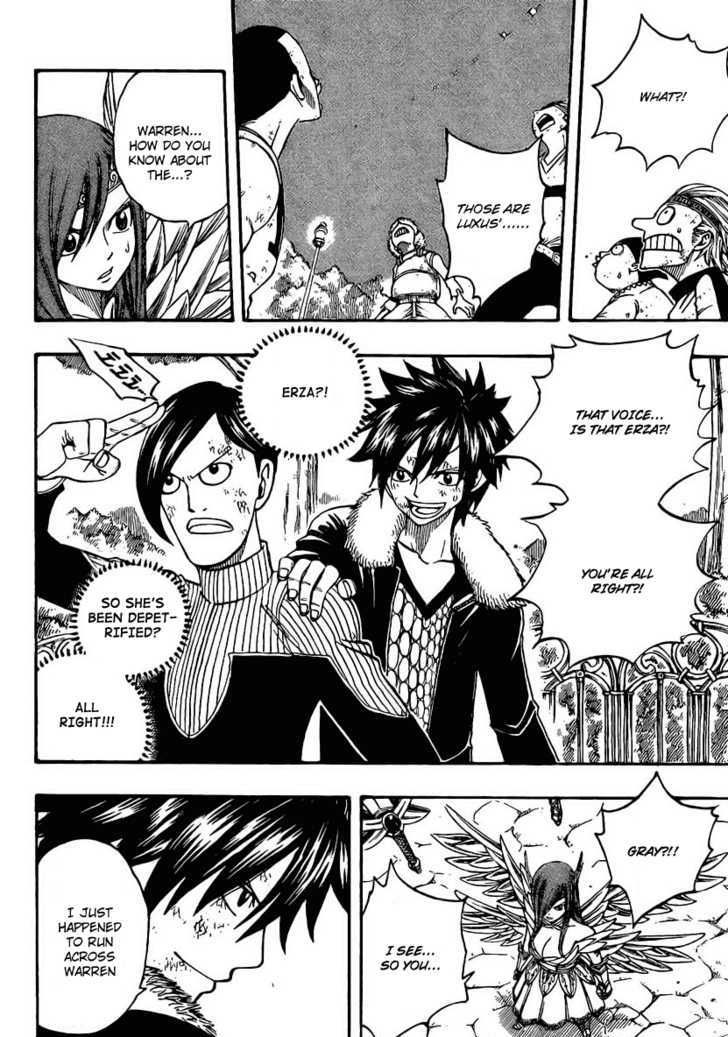 WHAT?!
THOSE ARE
LUXUS'......
WARREN...
HOW DO YOU
KNOW ABOUT
THE...?
THAT VOICE...
IS THAT ERZA?!
YOU'RE ALL
RIGHT?!
ERZA?!
SO SHE'S
BEEN DEPET-
RIFIED?
ALL
RIGHT!!!
GRAY?!!
I SEE...
SO YOU...
I JUST
HAPPENED
TO RUN
ACROSS
WARREN